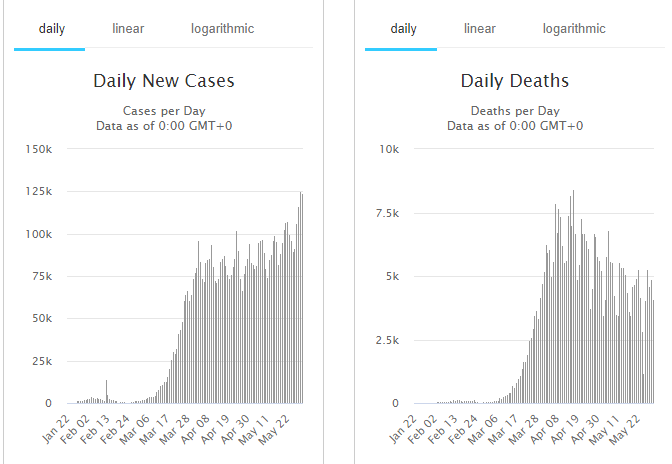 daily linear logarithmic
Daily New Cases
Cases per Day
Data as of 0:00 GMT+0
150k
125k
100k
75k
50k
25k
0
Jan 22 Feb 02 Feb 13 Feb 24 Mar 06 Mar 17 Mar 28 Apr 08 Apr 19 Apr 30 May 11 May 22
daily linear logarithmic
Daily Deaths
Deaths per Day
Data as of 0:00 GMT+0
10k
7.5k
5k
2.5k
0
Jan 22 Feb 02 Feb 13 Feb 24 Mar 06 Mar 17 Mar 28 Apr 08 Apr 19 Apr 30 May 11 May 22